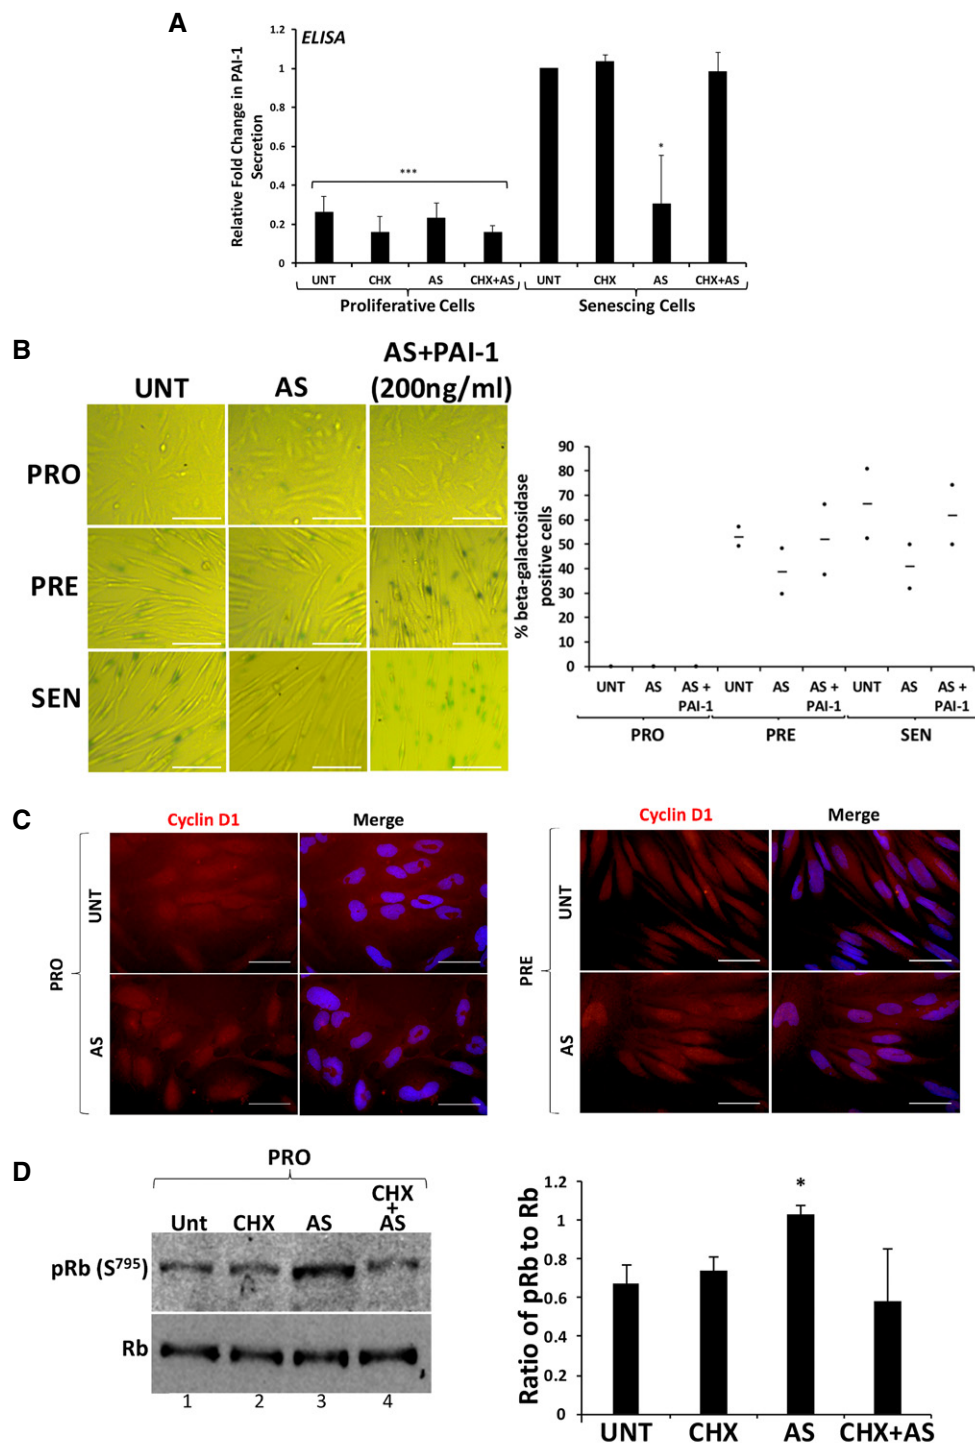 A
ELISA
Relative Fold Change in PAI-1
Secretion
1.2
1
0.8
0.6
0.4
0.2
0
***
*
UNT CHX AS CHX+AS UNT CHX AS CHX+AS
Proliferative Cells Senescing Cells
B
UNT AS AS+PAI-1
(200ng/ml)
PRO
PRE
SEN
% beta-galactosidase
positive cells
90
80
70
60
50
40
30
20
10
0
UNT AS AS + PAI-1 UNT AS AS + PAI-1 UNT AS AS + PAI-1
PRO PRE SEN
C
Cyclin D1 Merge
PRO
UNT
AS
Cyclin D1 Merge
PRE
UNT
AS
D
PRO
Unt CHX AS CHX + AS
pRb (S⁷⁹⁵)
Rb
1 2 3 4
Ratio of pRb to Rb
1.2
1
0.8
0.6
0.4
0.2
0
*
UNT CHX AS CHX+AS